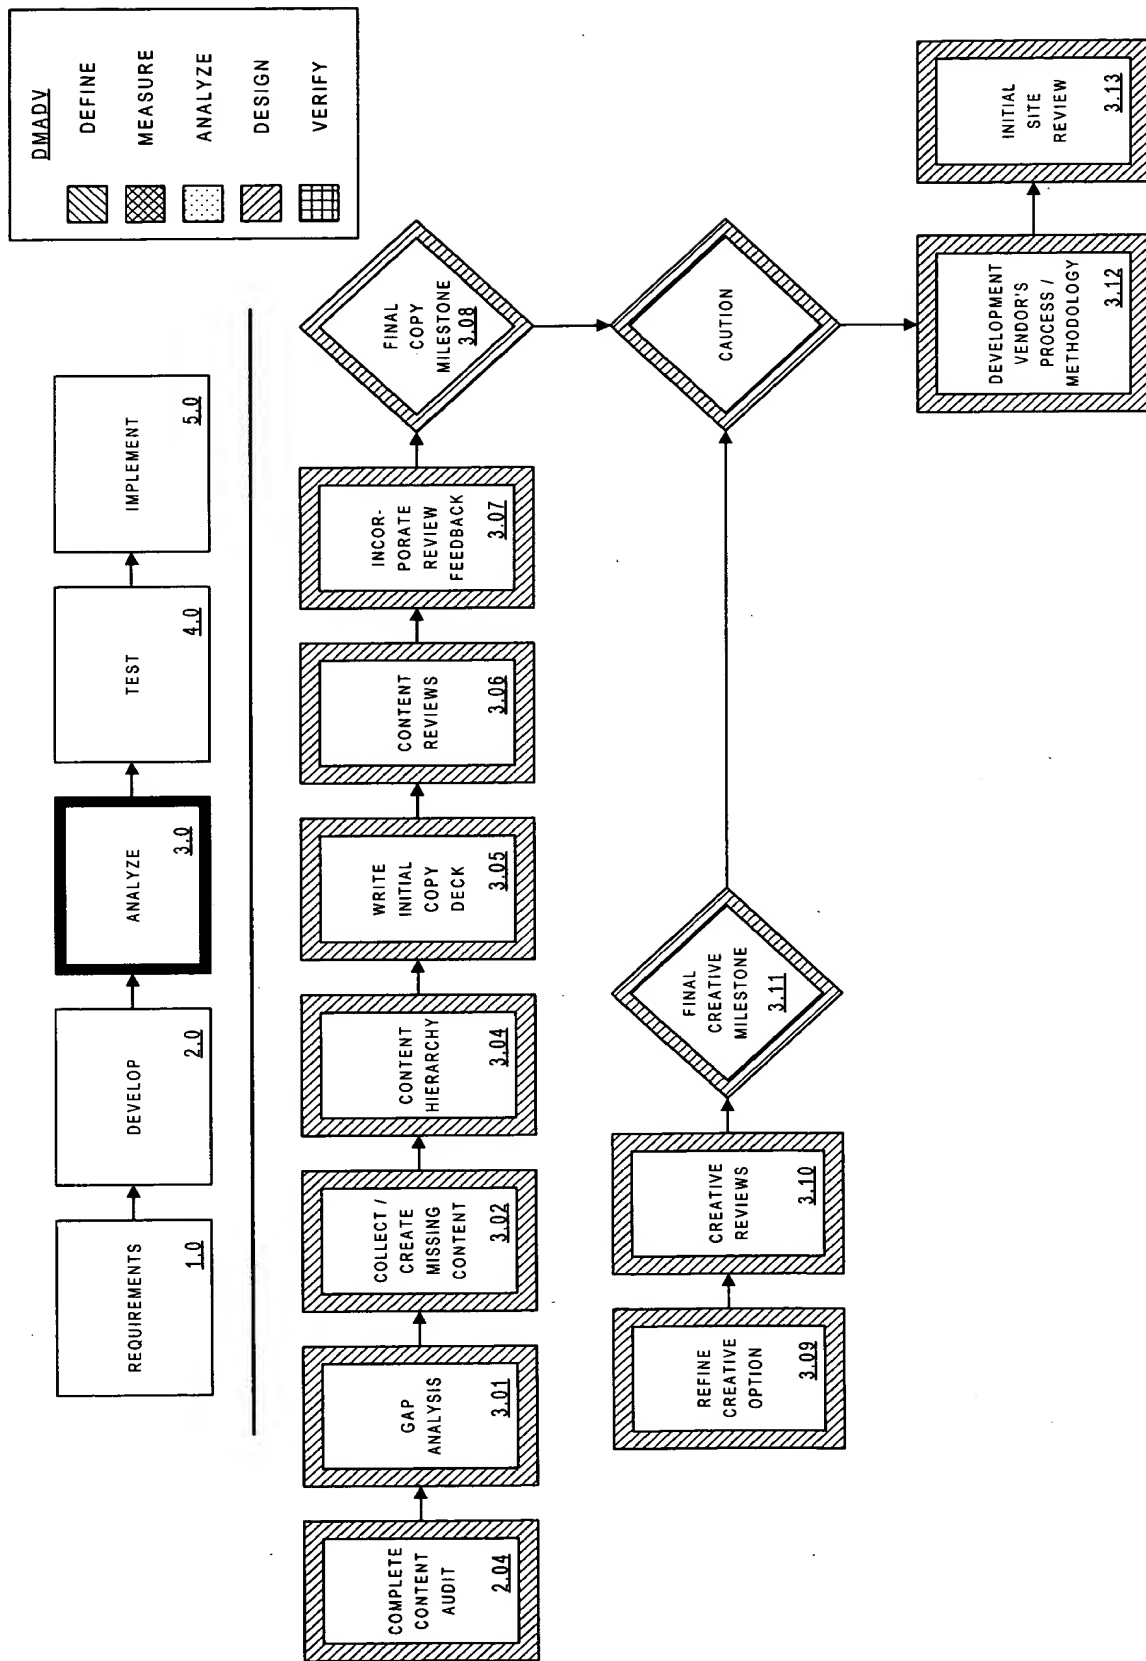 DMADV
DEFINE
MEASURE
ANALYZE
DESIGN
VERIFY
REQUIREMENTS
1.0
DEVELOP
2.0
ANALYZE
3.0
TEST
4.0
IMPLEMENT
5.0
COMPLETE
CONTENT
AUDIT
2.04
GAP
ANALYSIS
3.01
COLLECT /
CREATE
MISSING
CONTENT
3.02
CONTENT
HIERARCHY
3.04
WRITE
INITIAL
COPY
DECK
3.05
CONTENT
REVIEWS
3.06
INCOR-
PORATE
REVIEW
FEEDBACK
3.07
FINAL
COPY
MILESTONE
3.08
REFINE
CREATIVE
OPTION
3.09
CREATIVE
REVIEWS
3.10
FINAL
CREATIVE
MILESTONE
3.11
CAUTION
DEVELOPMENT
VENDOR'S
PROCESS /
METHODOLOGY
3.12
INITIAL
SITE
REVIEW
3.13